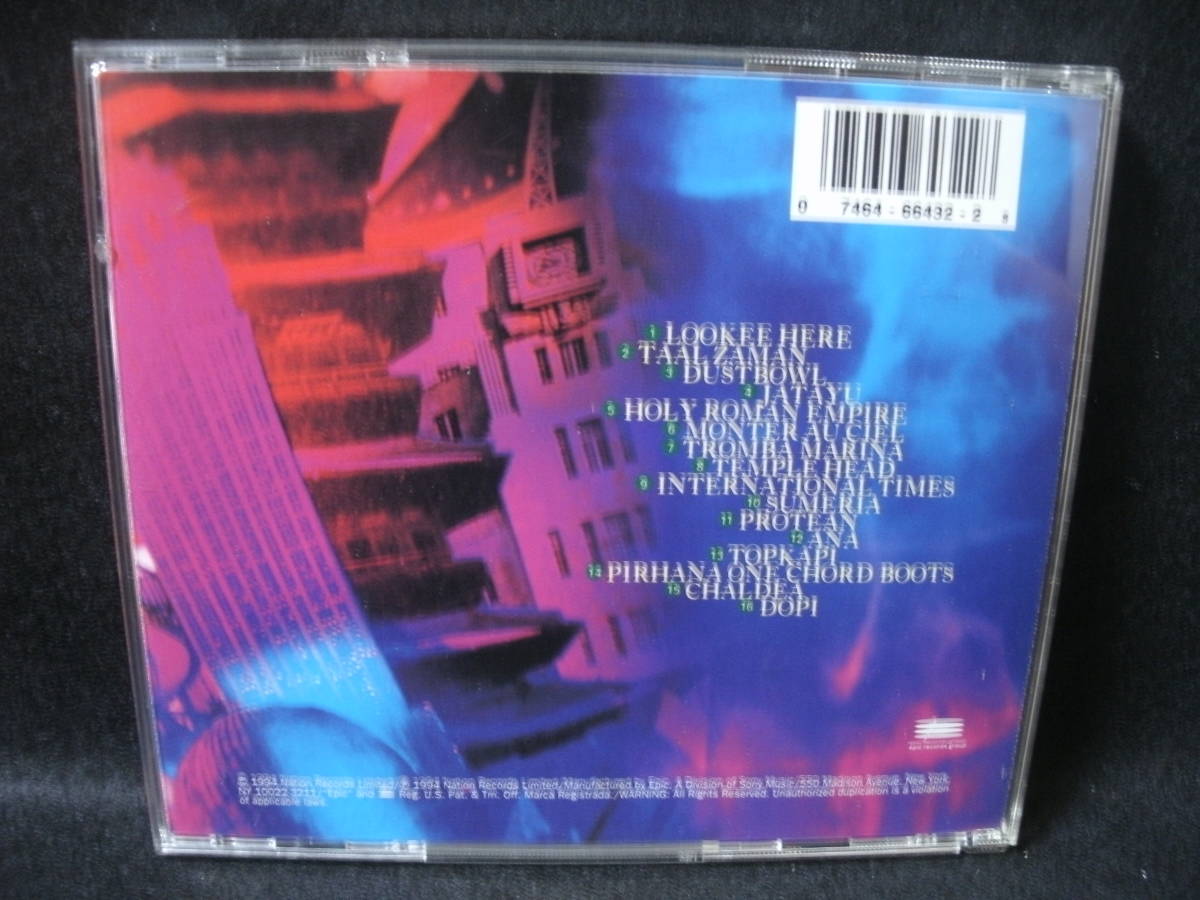 0 7464-66432-2 8
1 LOOKEE HERE
2 TAAL ZAMAN
3 DUSTBOWL
4 JATAYU
5 HOLY ROMAN EMPIRE
6 MONTER AU CIEL
7 TROMBA MARINA
8 TEMPLE HEAD
9 INTERNATIONAL TIMES
10 SUMERIA
11 PROTEAN
12 ANA
13 TOPKAPI
14 PIRHANA ONE CHORD BOOTS
15 CHALDEA
16 DOPI
epic records group
℗ 1994 Nation Records Limited/© 1994 Nation Records Limited/Manufactured by Epic, A Division of Sony Music/550 Madison Avenue, New York,
NY 10022-3211/"Epic" and Reg. U.S. Pat. & Tm. Off. Marca Registrada./WARNING: All Rights Reserved. Unauthorized duplication is a violation
of applicable laws.